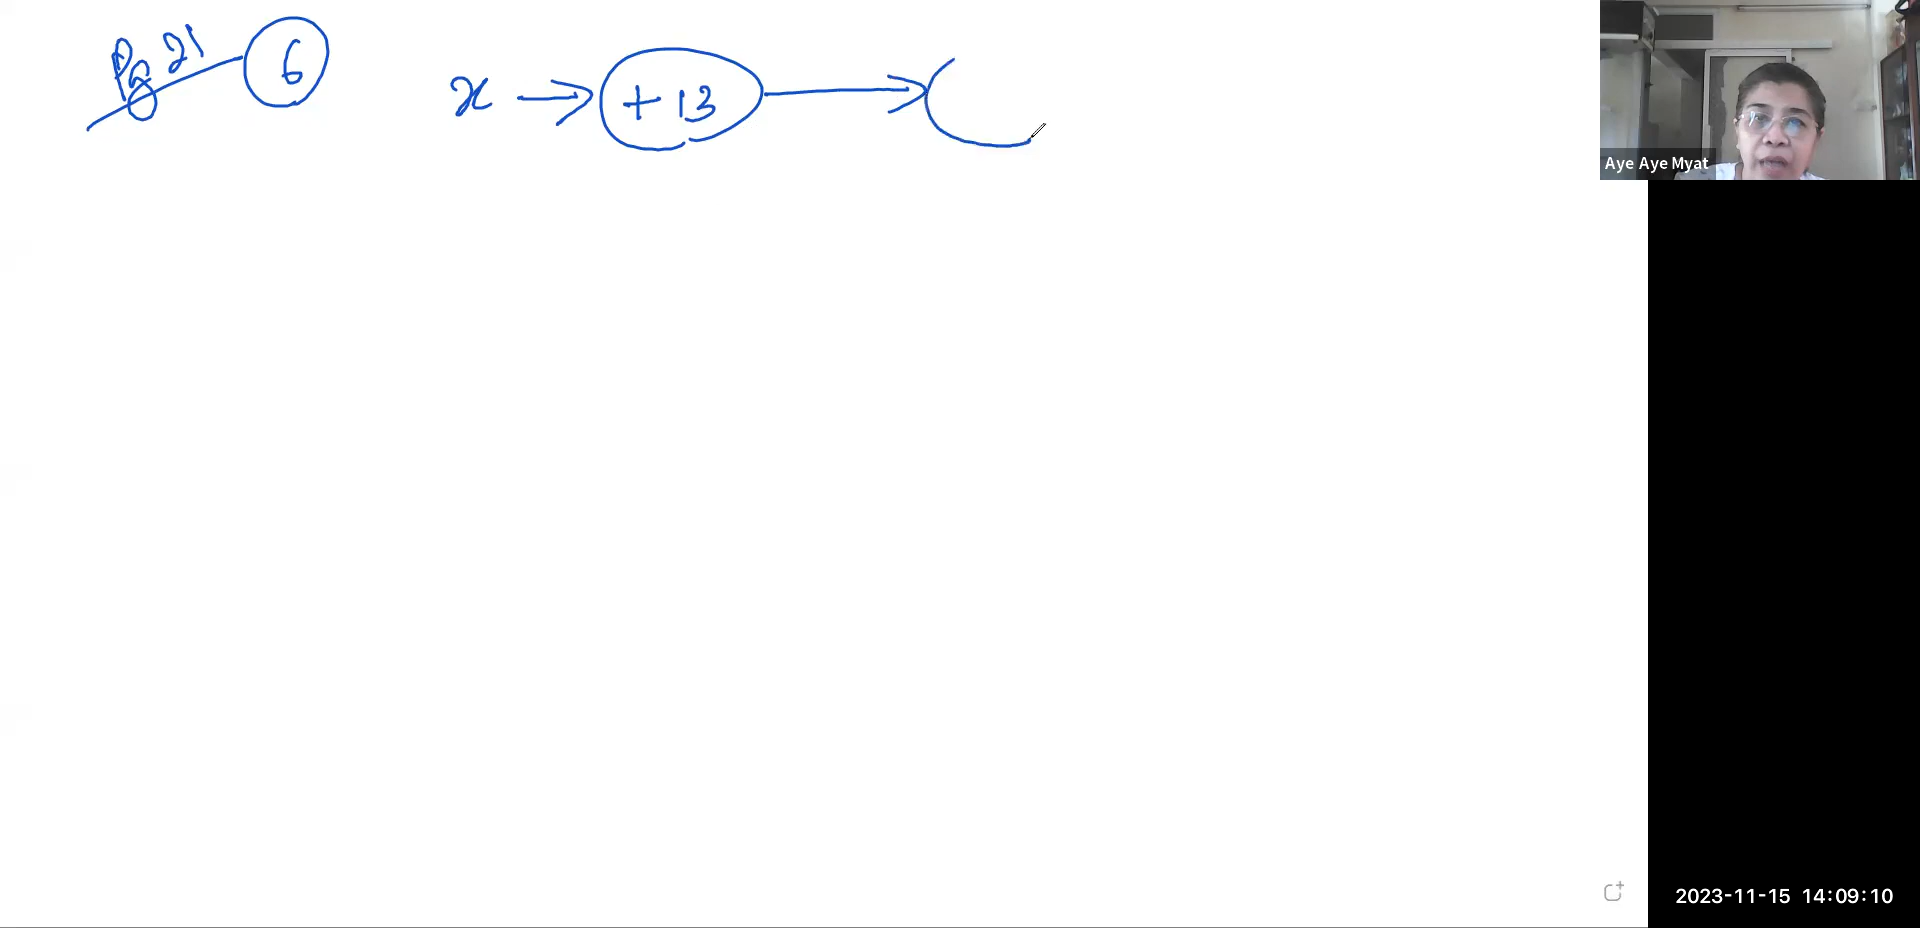 Pg 21 6
x → + 13 →
Aye Aye Myat
2023-11-15 14:09:10